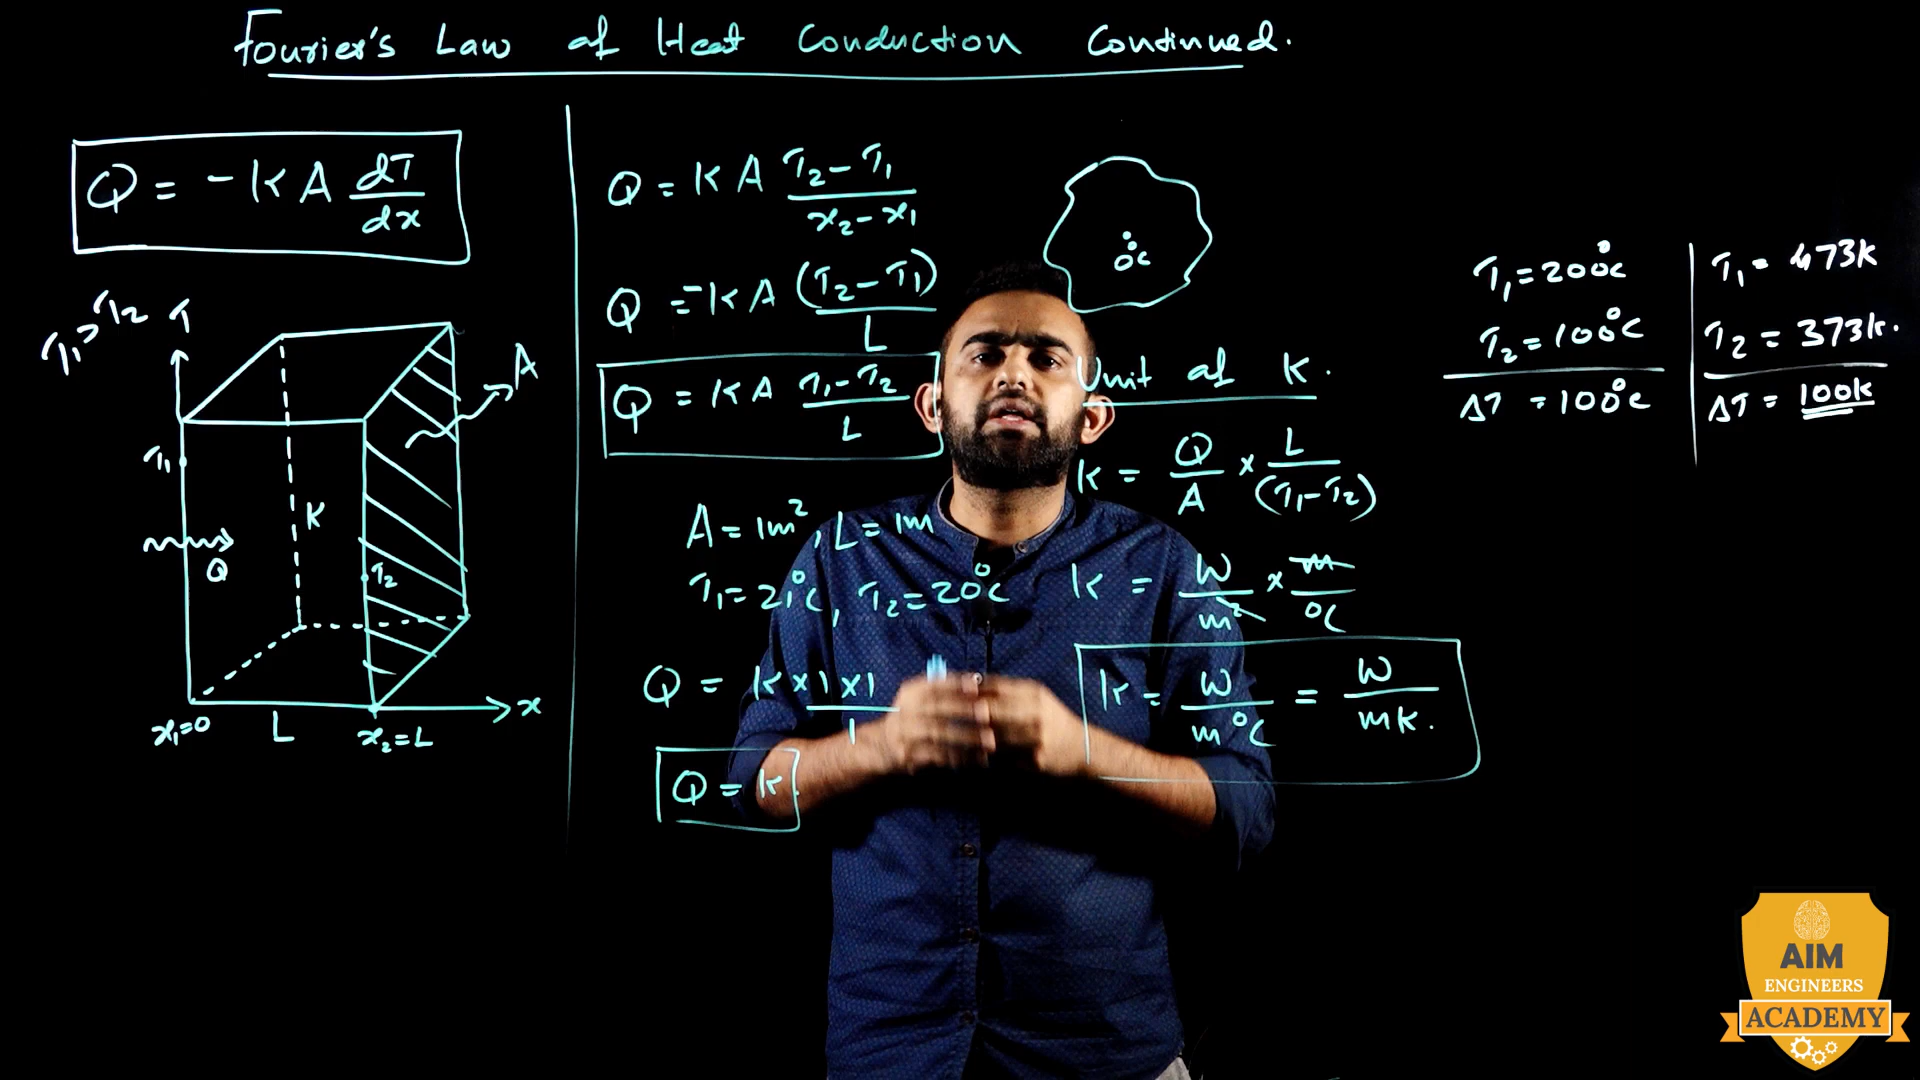 Fourier's Law of Heat Conduction Continued.
Q = -KA dT/dx
T1>T2
T
A
T1
K
Q
T2
x1=0
L
x2=L
x
Q = KA T2-T1/x2-x1
Q =-KA (T2-T1)/L
Q = KA T1-T2/L
A=1m², L=1m
T1=21°C, T2=20°C
Q = K×1×1/1
Q = K
°C
Unit of K.
K = Q/A × L/(T1-T2)
K = W/m² × m/°C
K = W/m°C = W/mK.
T1=200°C
T2=100°C
ΔT=100°C
T1=473K
T2=373K.
ΔT=100K
AIM
ENGINEERS
ACADEMY